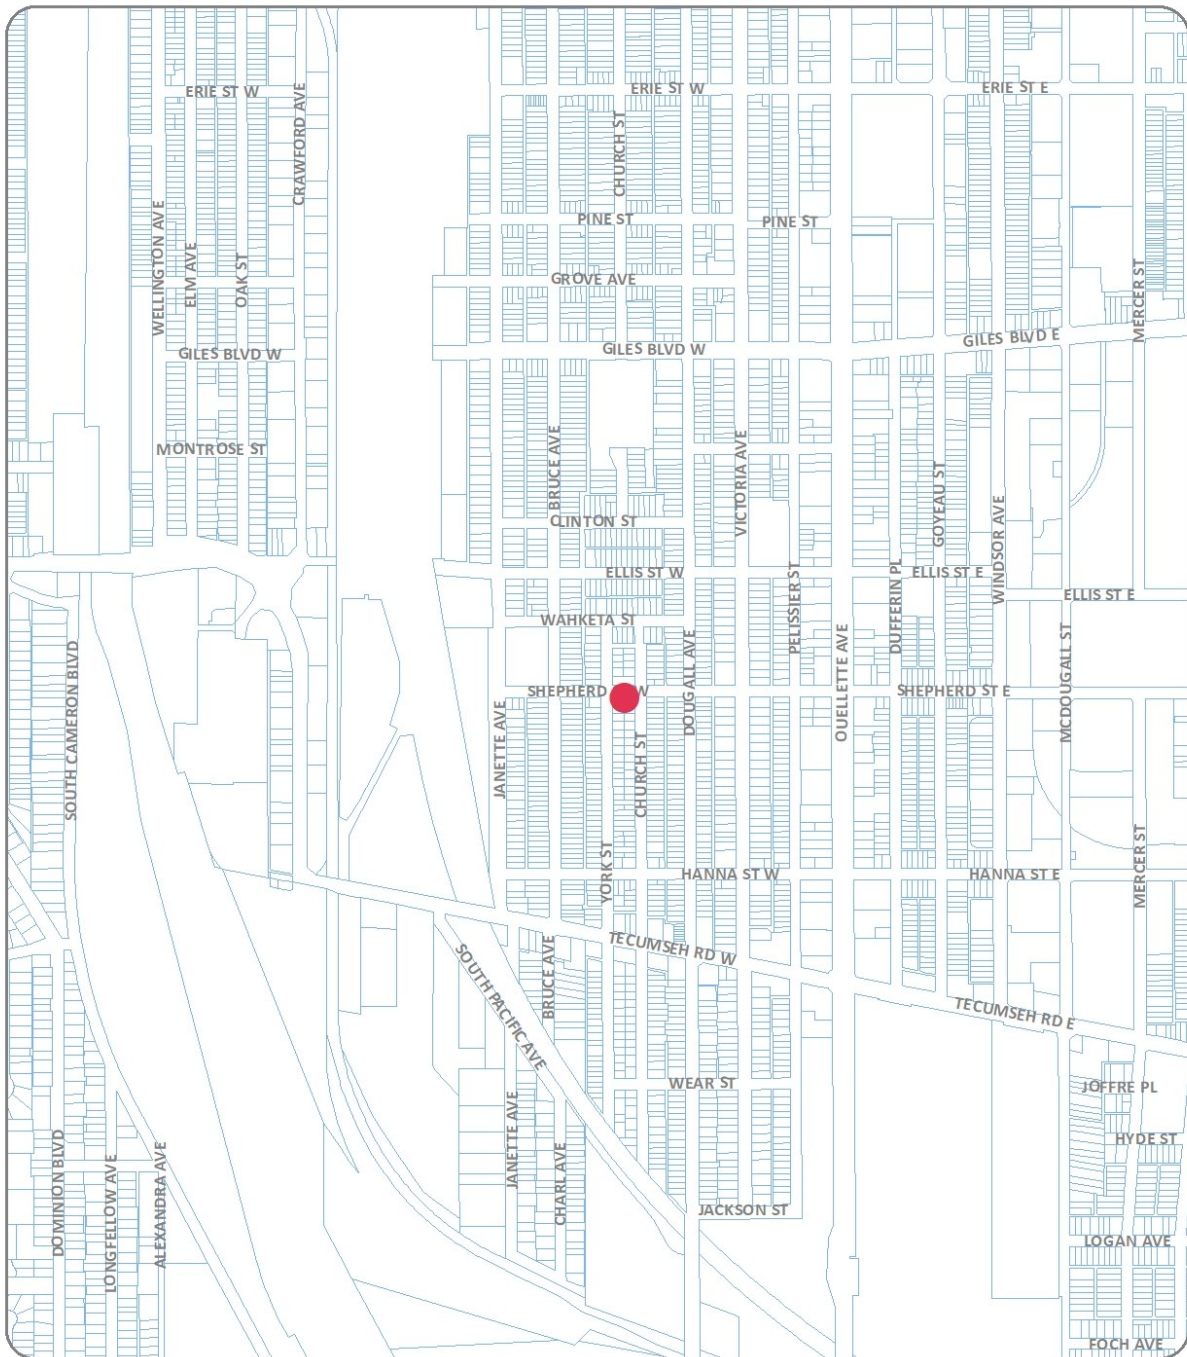 ERIE ST W
ERIE ST W
ERIE ST E
CRAWFORD AVE
CHURCH ST
PINE ST
PINE ST
WELLINGTON AVE
ELM AVE
OAK ST
GROVE AVE
MERCER ST
GILES BLVD W
GILES BLVD W
GILES BLVD E
MONTROSE ST
BRUCE AVE
VICTORIA AVE
GOYEAU ST
WINDSOR AVE
CLINTON ST
ELLIS ST W
ELLIS ST E
ELLIS ST E
PELISSIER ST
DUFFERIN PL
WAHKETA ST
SOUTH CAMERON BLVD
DOUGALL AVE
OUELLETTE AVE
MCDOUGALL ST
SHEPHERD W
SHEPHERD ST E
JANETTE AVE
CHURCH ST
YORK ST
HANNA ST W
HANNA ST E
MERCER ST
TECUMSEH RD W
SOUTH PACIFIC AVE
BRUCE AVE
TECUMSEH RD E
WEAR ST
JOFFRE PL
JANETTE AVE
CHARL AVE
HYDE ST
DOMINION BLVD
LONGFELLOW AVE
ALEXANDRA AVE
JACKSON ST
LOGAN AVE
FOCH AVE